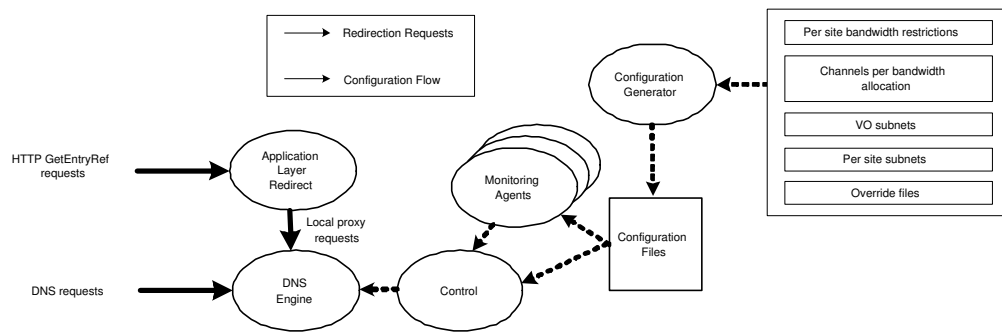 Redirection Requests
Configuration Flow
Per site bandwidth restrictions
Channels per bandwidth
allocation
VO subnets
Per site subnets
Override files
Configuration
Generator
HTTP GetEntryRef
requests
Application
Layer
Redirect
Monitoring
Agents
Local proxy
requests
Configuration
Files
DNS requests
DNS
Engine
Control